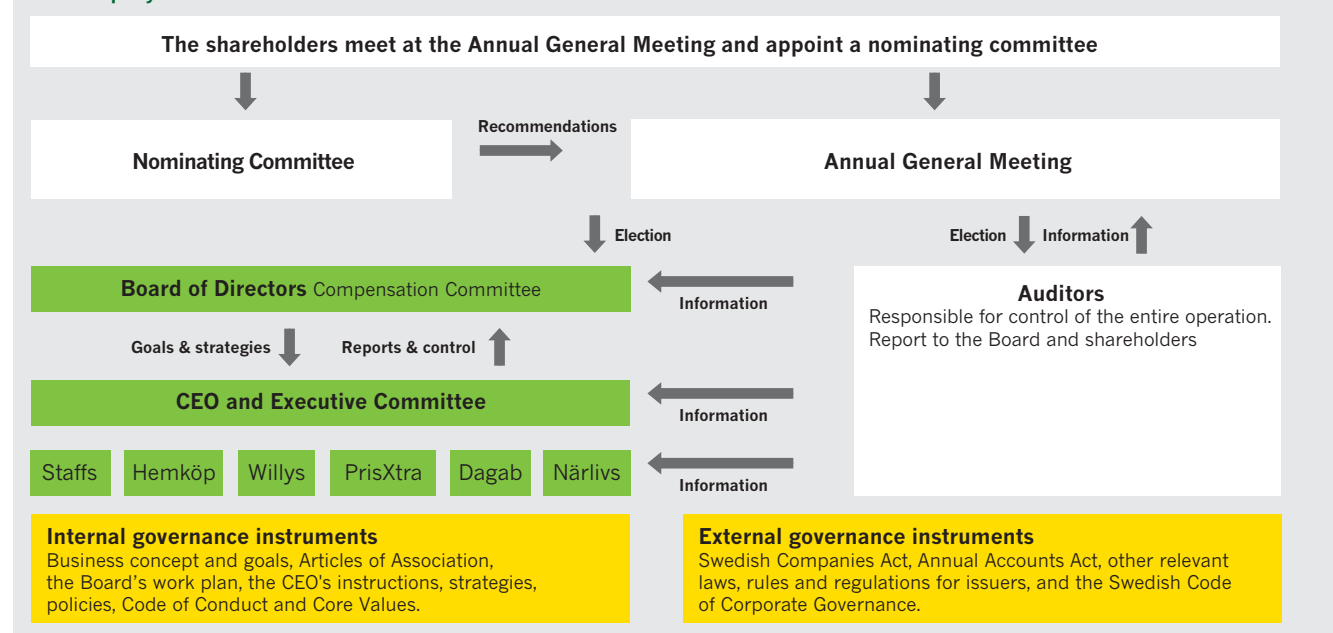 The shareholders meet at the Annual General Meeting and appoint a nominating committee
Nominating Committee
Recommendations
Annual General Meeting
Election
Election
Information
Board of Directors Compensation Committee
Information
Auditors
Responsible for control of the entire operation.
Report to the Board and shareholders
Goals & strategies
Reports & control
CEO and Executive Committee
Information
Staffs
Hemköp
Willys
PrisXtra
Dagab
Närlivs
Information
Internal governance instruments
Business concept and goals, Articles of Association,
the Board’s work plan, the CEO's instructions, strategies,
policies, Code of Conduct and Core Values.
External governance instruments
Swedish Companies Act, Annual Accounts Act, other relevant
laws, rules and regulations for issuers, and the Swedish Code
of Corporate Governance.